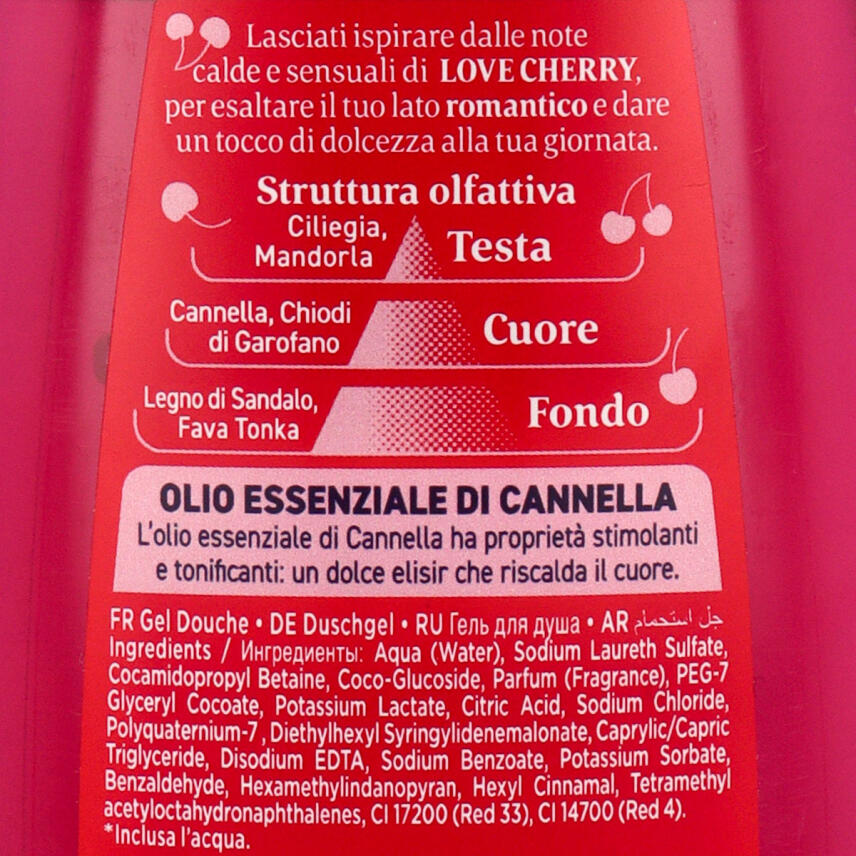 Lasciati ispirare dalle note
calde e sensuali di LOVE CHERRY,
per esaltare il tuo lato romantico e dare
un tocco di dolcezza alla tua giornata.
Struttura olfattiva
Ciliegia,
Mandorla
Testa
Cannella, Chiodi
di Garofano
Cuore
Legno di Sandalo,
Fava Tonka
Fondo
OLIO ESSENZIALE DI CANNELLA
L'olio essenziale di Cannella ha proprietà stimolanti
e tonificanti: un dolce elisir che riscalda il cuore.
FR Gel Douche • DE Duschgel • RU Гель для душа • AR جل استحمام
Ingredients / Ингредиенты: Aqua (Water), Sodium Laureth Sulfate,
Cocamidopropyl Betaine, Coco-Glucoside, Parfum (Fragrance), PEG-7
Glyceryl Cocoate, Potassium Lactate, Citric Acid, Sodium Chloride,
Polyquaternium-7, Diethylhexyl Syringylidenemalonate, Caprylic/Capric
Triglyceride, Disodium EDTA, Sodium Benzoate, Potassium Sorbate,
Benzaldehyde, Hexamethylindanopyran, Hexyl Cinnamal, Tetramethyl
acetyloctahydronaphthalenes, CI 17200 (Red 33), CI 14700 (Red 4).
*Inclusa l'acqua.